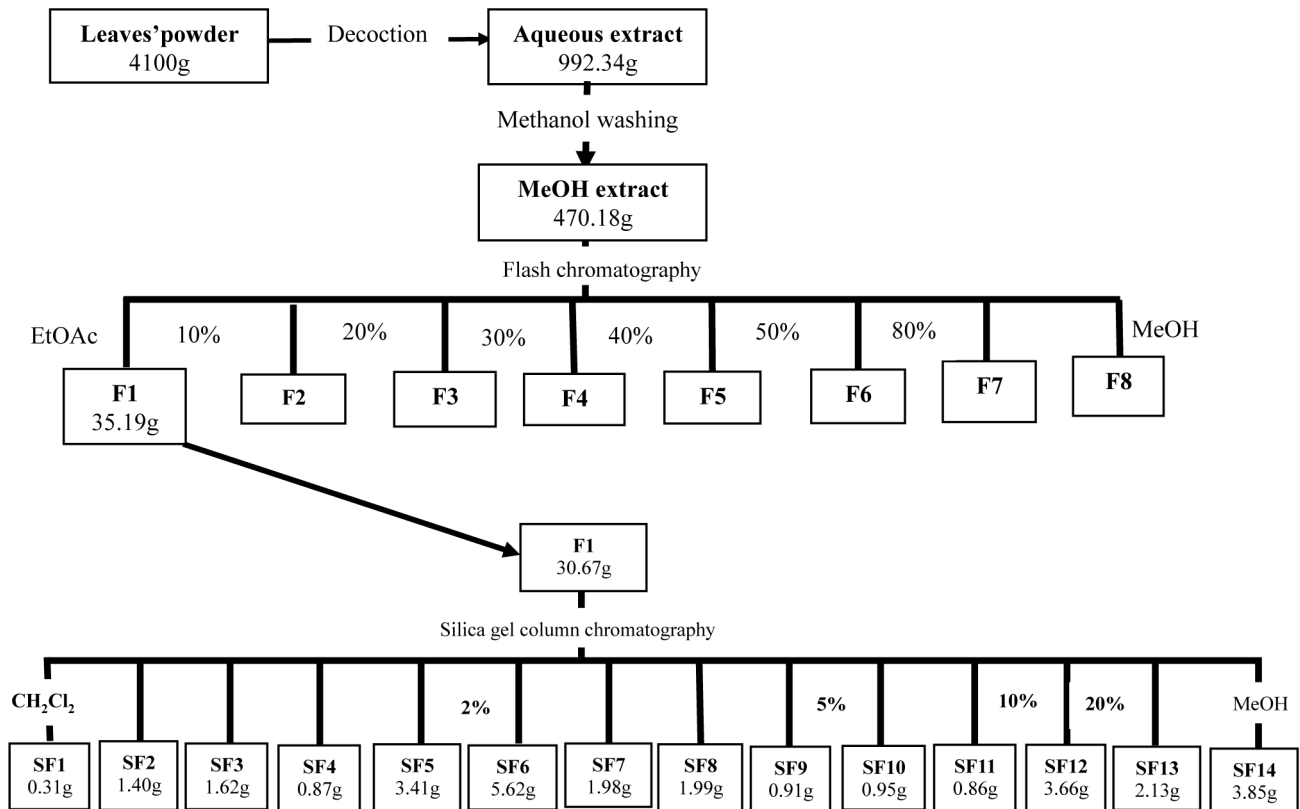 Leaves’powder
4100g
Decoction
Aqueous extract
992.34g
Methanol washing
MeOH extract
470.18g
Flash chromatography
EtOAc
10%
20%
30%
40%
50%
80%
MeOH
F1
35.19g
F2
F3
F4
F5
F6
F7
F8
F1
30.67g
Silica gel column chromatography
CH₂Cl₂
2%
5%
10%
20%
MeOH
SF1
0.31g
SF2
1.40g
SF3
1.62g
SF4
0.87g
SF5
3.41g
SF6
5.62g
SF7
1.98g
SF8
1.99g
SF9
0.91g
SF10
0.95g
SF11
0.86g
SF12
3.66g
SF13
2.13g
SF14
3.85g